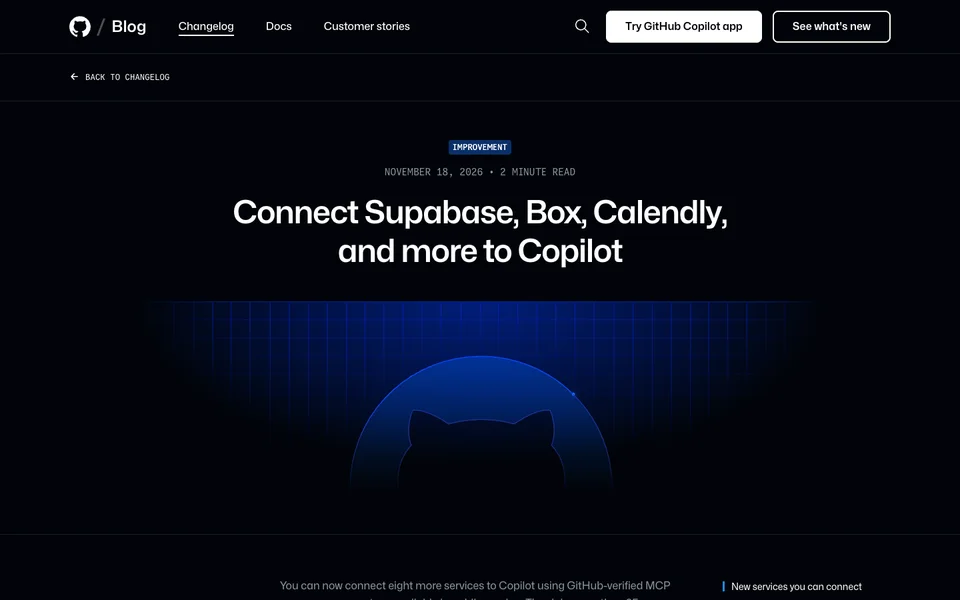 Blog
Changelog
Docs
Customer stories
Try GitHub Copilot app
See what's new
BACK TO CHANGELOG
IMPROVEMENT
NOVEMBER 18, 2026 • 2 MINUTE READ
Connect Supabase, Box, Calendly,
and more to Copilot
You can now connect eight more services to Copilot using GitHub-verified MCP
New services you can connect